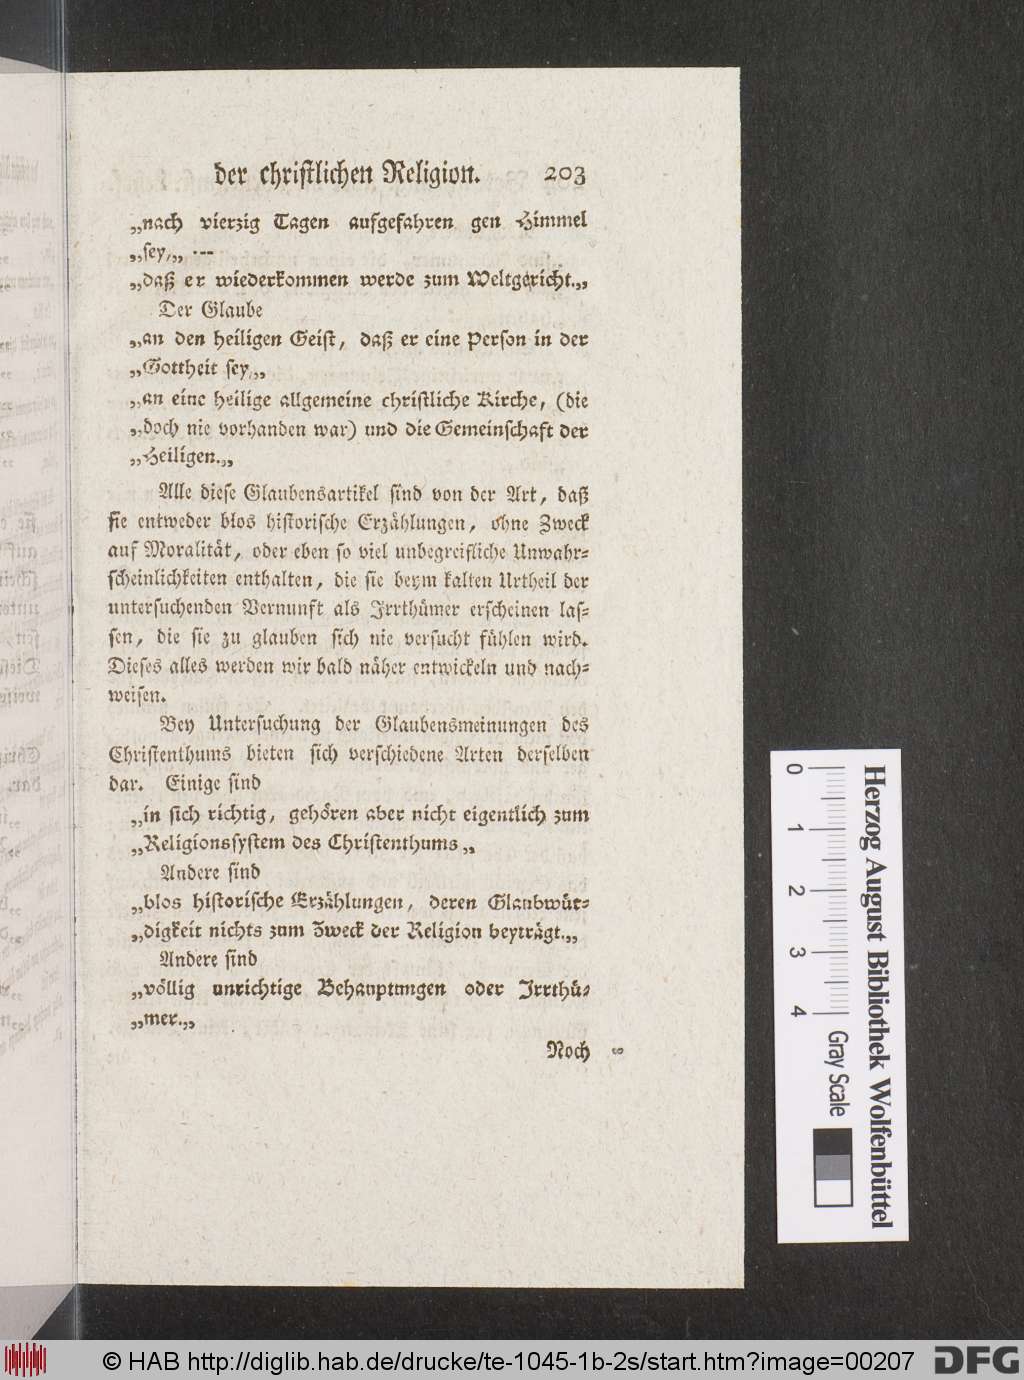 der christlichen Religion. 203
„nach vierzig Tagen aufgefahren gen Himmel
„sey,„ ---
„daß er wiederkommen werde zum Weltgericht.„
Der Glaube
„an den heiligen Geist, daß er eine Person in der
„Gottheit sey,„
„an eine heilige allgemeine christliche Kirche, (die
„doch nie vorhanden war) und die Gemeinschaft der
„Heiligen.„
Alle diese Glaubensartikel sind von der Art, daß
sie entweder blos historische Erzählungen, ohne Zweck
auf Moralität, oder eben so viel unbegreifliche Unwahr-
scheinlichkeiten enthalten, die sie beym kalten Urtheil der
untersuchenden Vernunft als Irrthümer erscheinen las-
sen, die sie zu glauben sich nie versucht fühlen wird.
Dieses alles werden wir bald näher entwickeln und nach-
weisen.
Bey Untersuchung der Glaubensmeinungen des
Christenthums bieten sich verschiedene Arten derselben
dar. Einige sind
„in sich richtig, gehören aber nicht eigentlich zum
„Religionssystem des Christenthums„
Andere sind
„blos historische Erzählungen, deren Glaubwür-
„digkeit nichts zum Zweck der Religion beyträgt.„
Andere sind
„völlig unrichtige Behauptungen oder Irrthü-
„mer.„
Noch
Herzog August Bibliothek Wolfenbüttel
0 1 2 3 4 Gray Scale
© HAB http://diglib.hab.de/drucke/te-1045-1b-2s/start.htm?image=00207
DFG